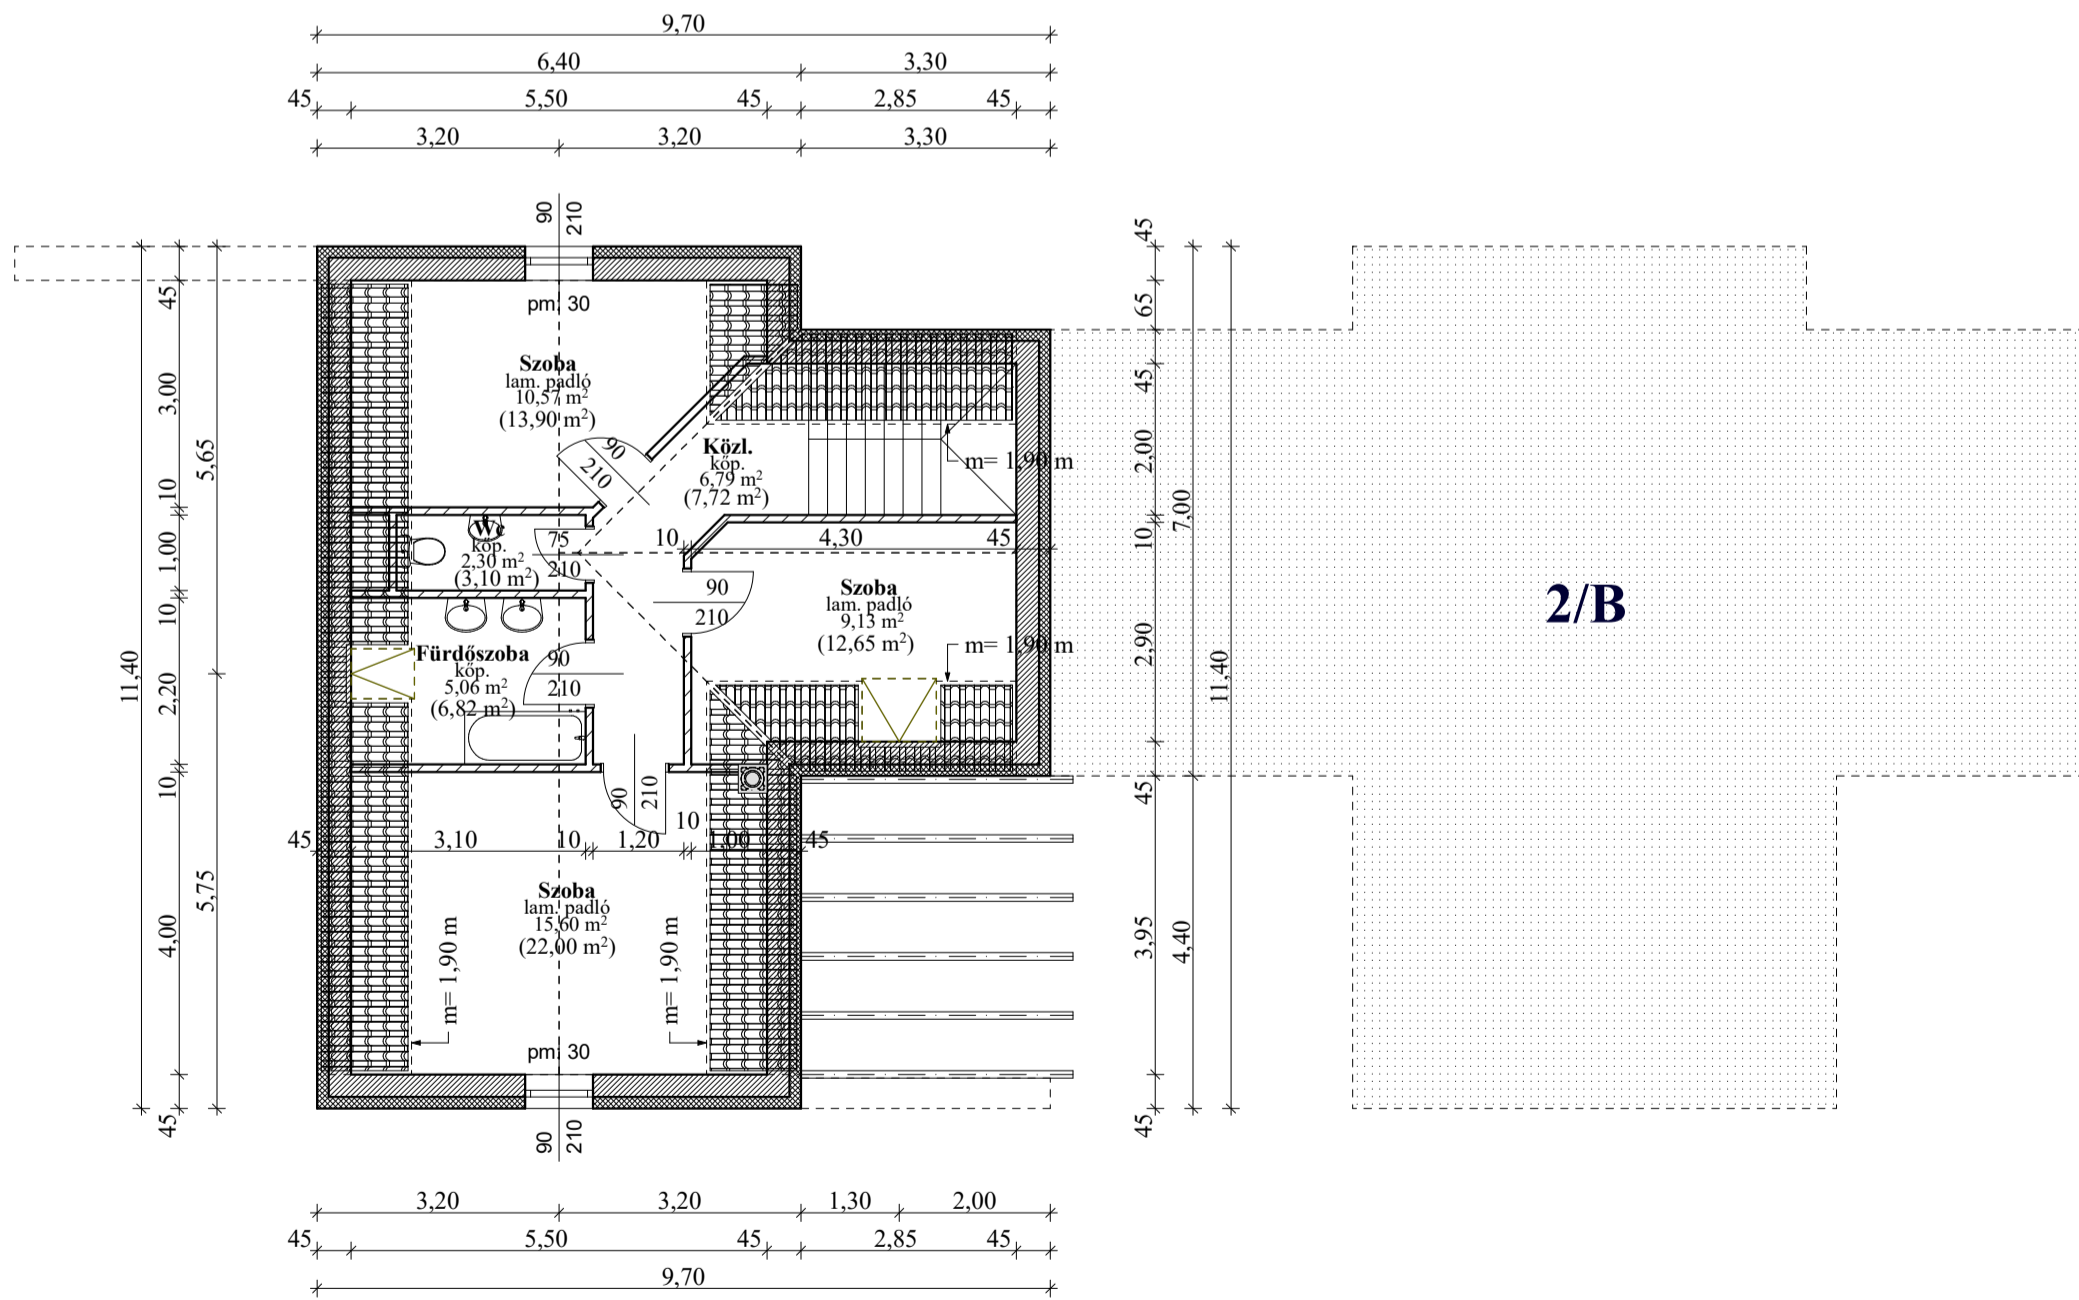 9,70
6,40 3,30
45 5,50 45 2,85 45
3,20 3,20 3,30
90
210
pm: 30
Szoba
lam. padló
10,57 m²
(13,90 m²)
90
210
Közl.
kőp.
6,79 m²
(7,72 m²)
m= 1,90 m
Wc
kőp.
2,30 m²
(3,10 m²)
75
210
10 4,30 45
90
210
Szoba
lam. padló
9,13 m²
(12,65 m²)
m= 1,90 m
Fürdőszoba
kőp.
5,06 m²
(6,82 m²)
90
210
90
210
45 3,10 10 1,20 10 1,00 45
Szoba
lam. padló
15,60 m²
(22,00 m²)
m= 1,90 m
m= 1,90 m
pm: 30
90
210
11,40
45
3,00
10
1,00
10
2,20
10
4,00
45
5,65
5,75
45
65
45
2,00
10
2,90
45
3,95
45
7,00
4,40
11,40
2/B
3,20 3,20 1,30 2,00
45 5,50 45 2,85 45
9,70